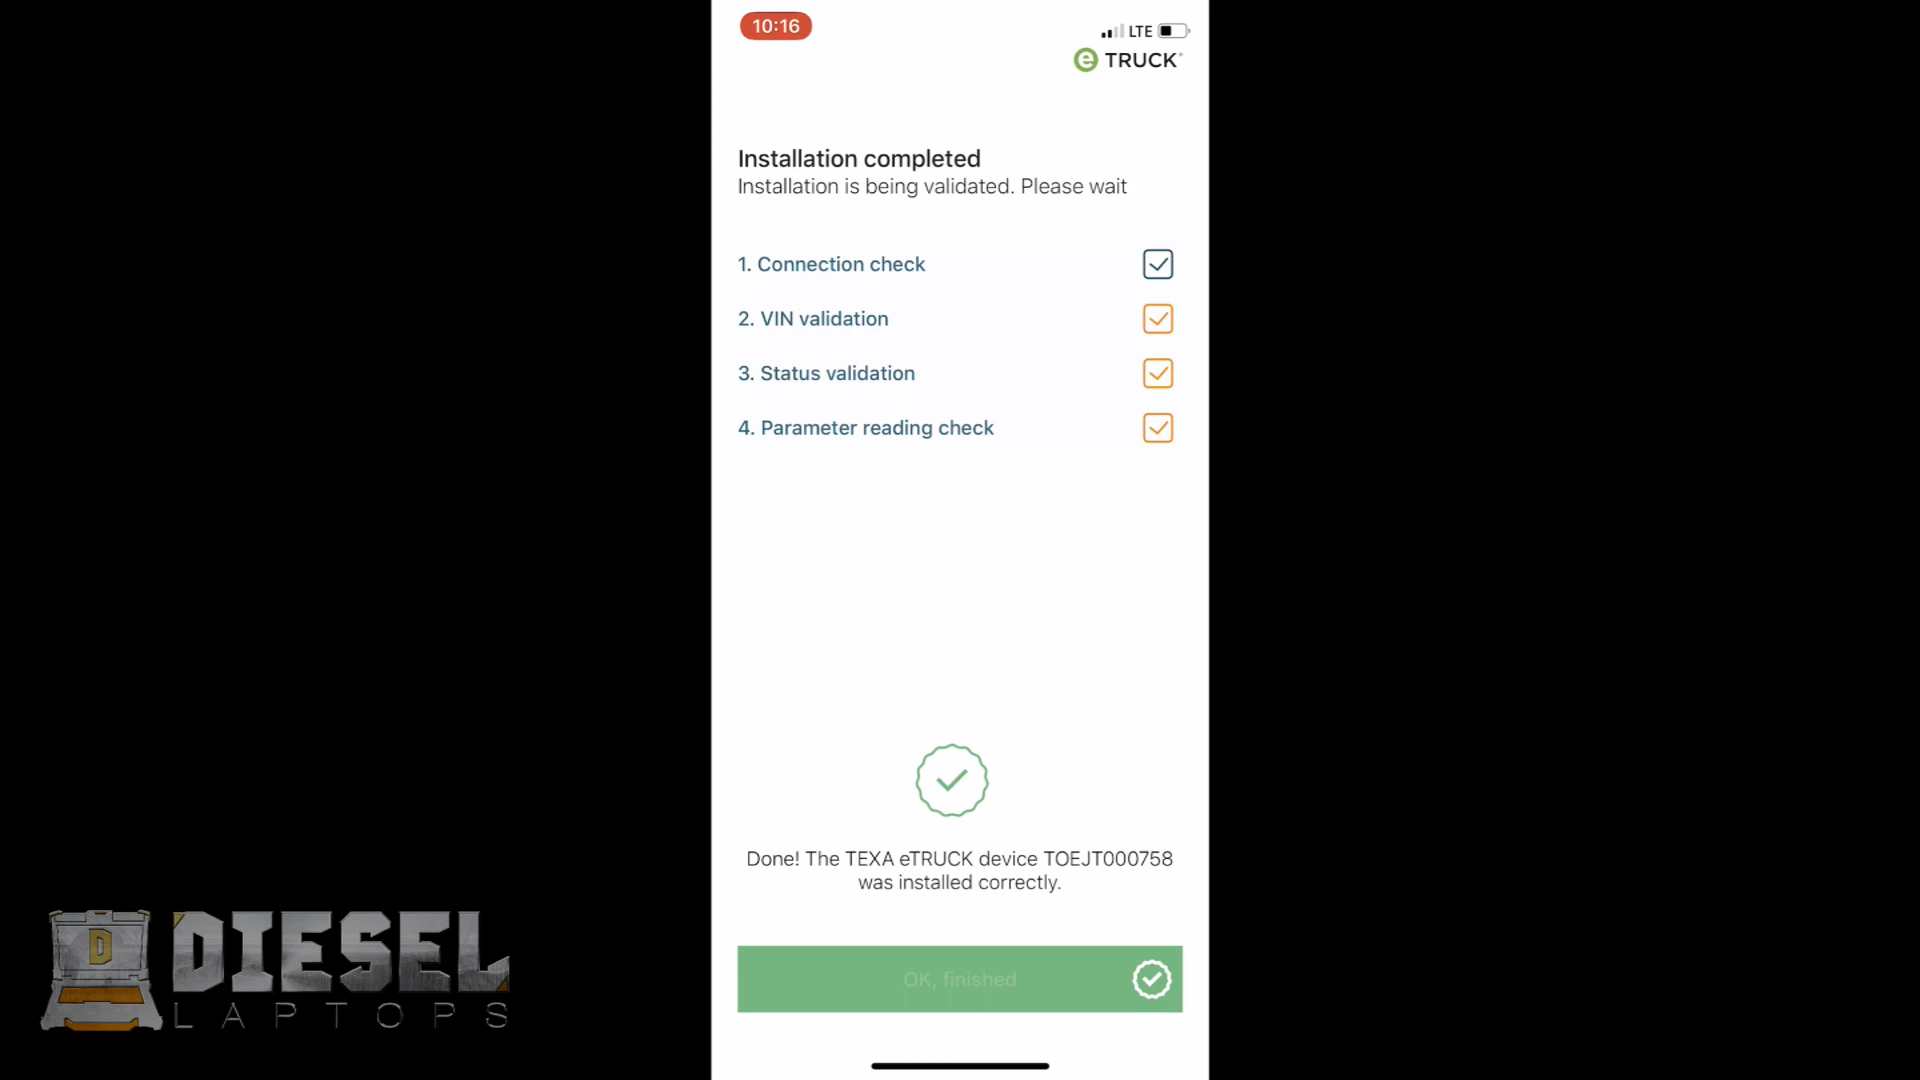 10:16
LTE
e TRUCK
Installation completed
Installation is being validated. Please wait
1. Connection check
2. VIN validation
3. Status validation
4. Parameter reading check
Done! The TEXA eTRUCK device TOEJT000758
was installed correctly.
OK, finished
D
DIESEL
LAPTOPS